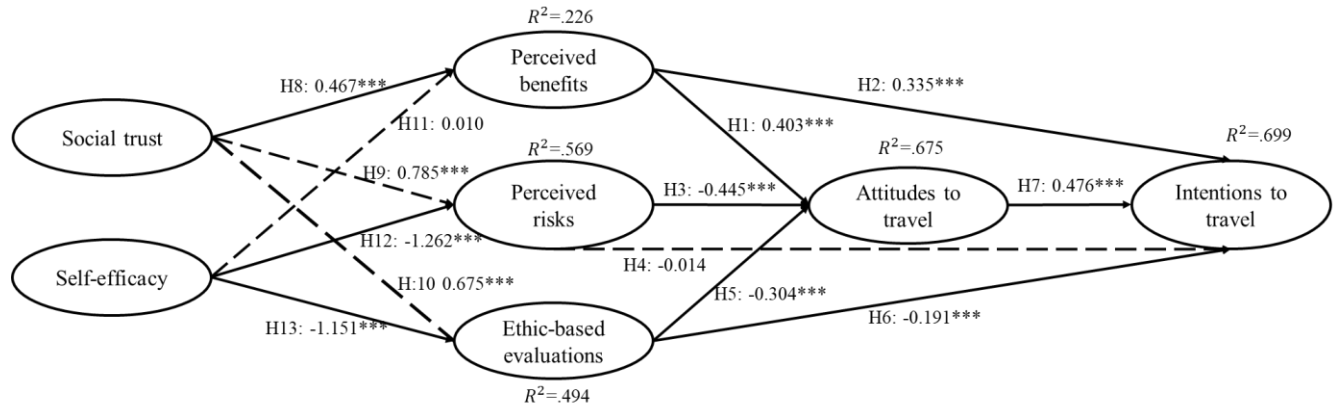 R²=.226
Perceived
benefits
H8: 0.467***
H2: 0.335***
H11: 0.010
H1: 0.403***
Social trust
R²=.569
R²=.675
R²=.699
H9: 0.785***
Perceived
risks
H3: -0.445***
Attitudes to
travel
H7: 0.476***
Intentions to
travel
H12: -1.262***
H4: -0.014
Self-efficacy
H:10 0.675***
H5: -0.304***
H13: -1.151***
H6: -0.191***
Ethic-based
evaluations
R²=.494